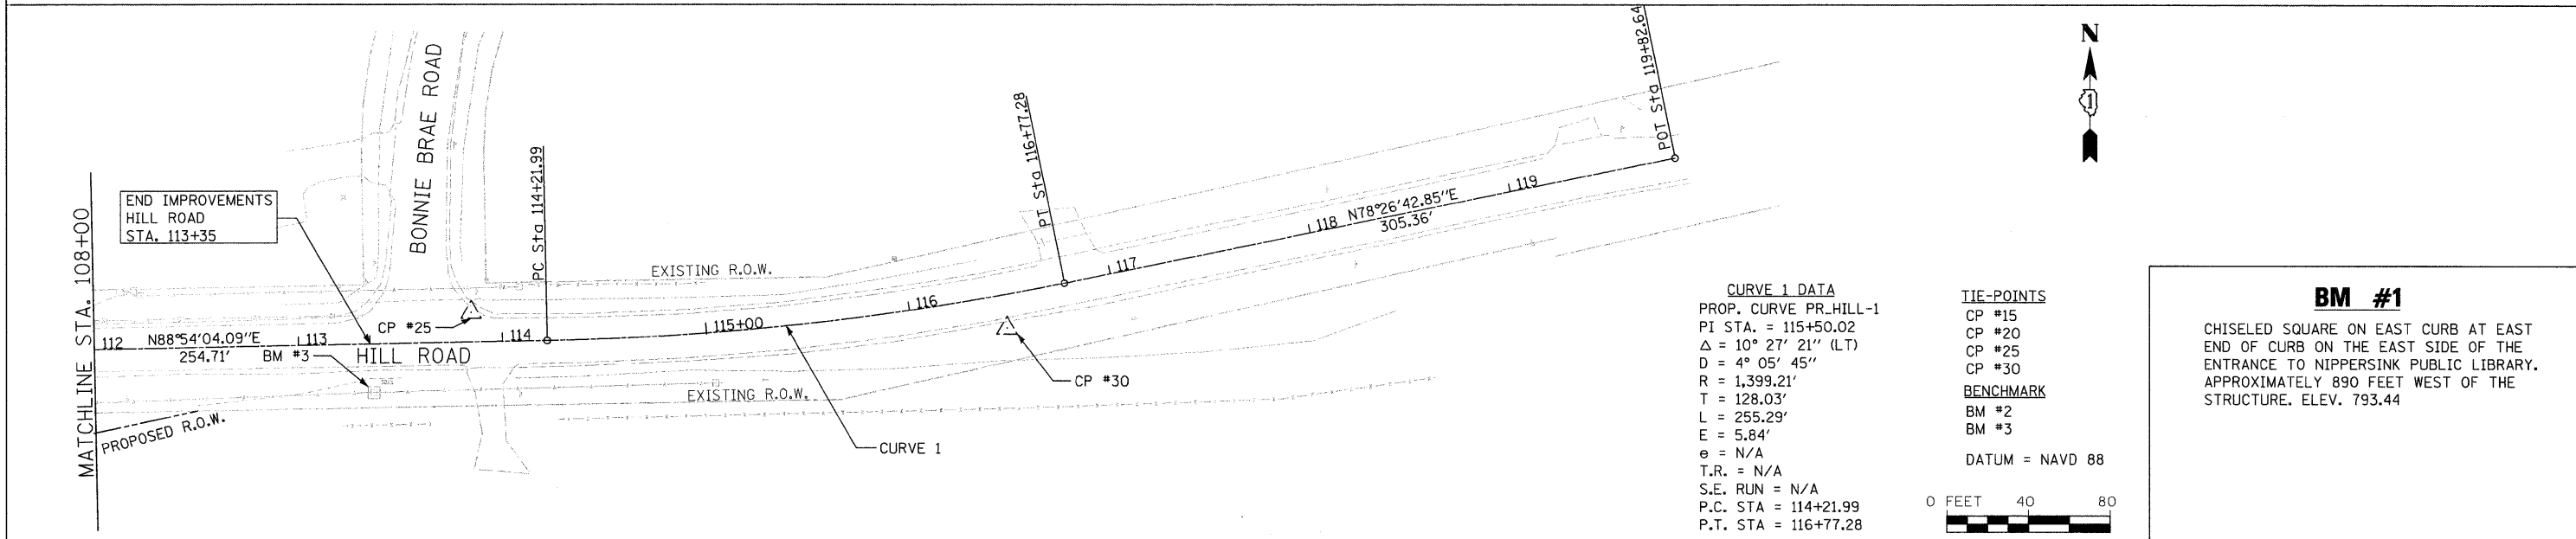 MATCHLINE STA. 108+00
END IMPROVEMENTS
HILL ROAD
STA. 113+35
BONNIE BRAE ROAD
PC Sta 114+21.99
PT Sta 116+77.28
POT Sta 119+82.64
112
N88°54'04.09"E
254.71'
113
114
115+00
116
117
118
N78°26'42.85"E
305.36'
119
CP #25
BM #3
HILL ROAD
EXISTING R.O.W.
EXISTING R.O.W.
PROPOSED R.O.W.
CP #30
CURVE 1
N
1
CURVE 1 DATA
PROP. CURVE PR_HILL-1
PI STA. = 115+50.02
Δ = 10° 27' 21" (LT)
D = 4° 05' 45"
R = 1,399.21'
T = 128.03'
L = 255.29'
E = 5.84'
e = N/A
T.R. = N/A
S.E. RUN = N/A
P.C. STA = 114+21.99
P.T. STA = 116+77.28
TIE-POINTS
CP #15
CP #20
CP #25
CP #30
BENCHMARK
BM #2
BM #3
DATUM = NAVD 88
0 FEET 40 80
BM #1
CHISELED SQUARE ON EAST CURB AT EAST
END OF CURB ON THE EAST SIDE OF THE
ENTRANCE TO NIPPERSINK PUBLIC LIBRARY.
APPROXIMATELY 890 FEET WEST OF THE
STRUCTURE. ELEV. 793.44